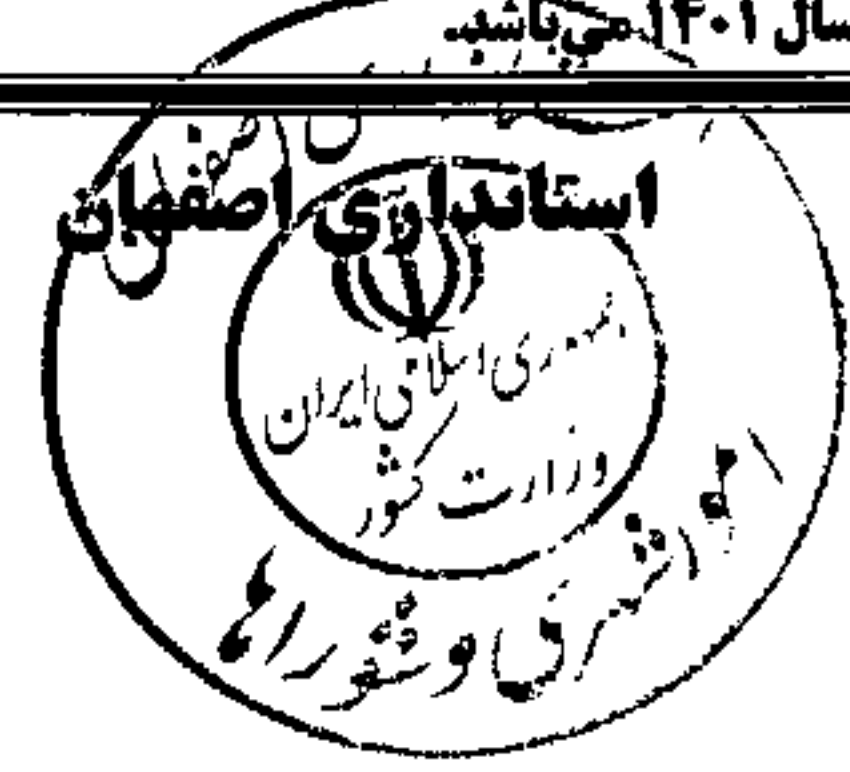 سال ۱۴۰۱ می‌باشد.
استانداری اصفهان
جمهوری اسلامی ایران
وزارت کشور
امور شهری و شوراها